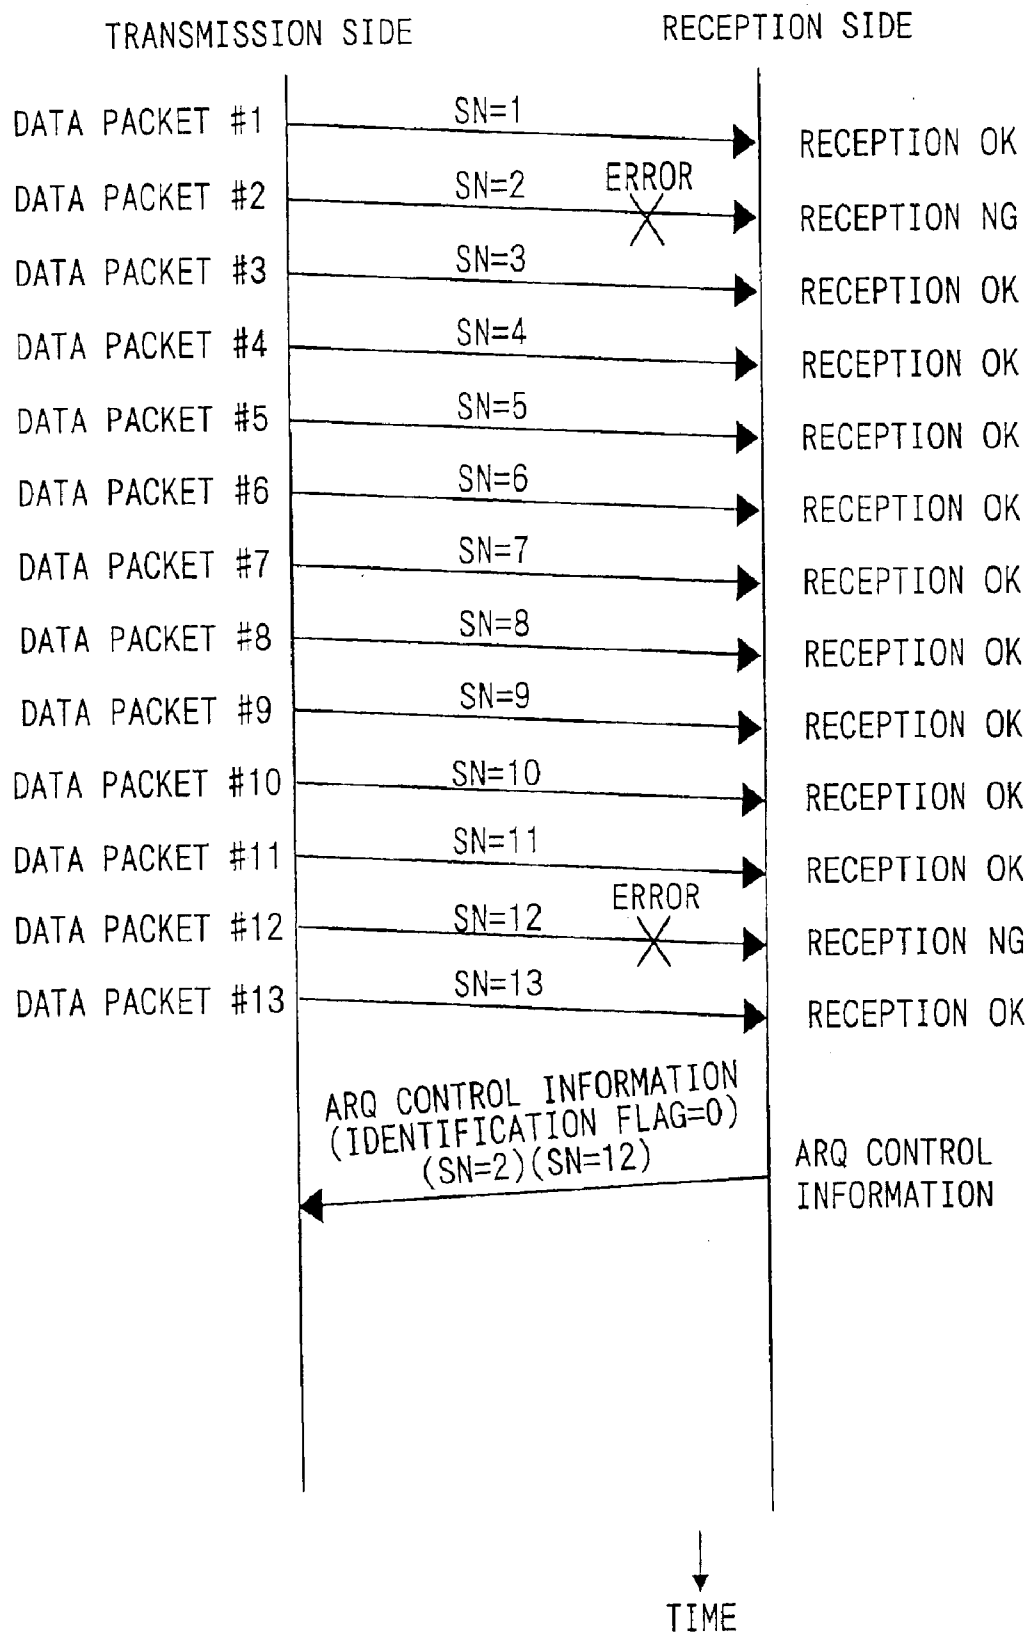 TRANSMISSION SIDE
RECEPTION SIDE
DATA PACKET #1
SN=1
RECEPTION OK
DATA PACKET #2
SN=2
ERROR
RECEPTION NG
DATA PACKET #3
SN=3
RECEPTION OK
DATA PACKET #4
SN=4
RECEPTION OK
DATA PACKET #5
SN=5
RECEPTION OK
DATA PACKET #6
SN=6
RECEPTION OK
DATA PACKET #7
SN=7
RECEPTION OK
DATA PACKET #8
SN=8
RECEPTION OK
DATA PACKET #9
SN=9
RECEPTION OK
DATA PACKET #10
SN=10
RECEPTION OK
DATA PACKET #11
SN=11
RECEPTION OK
DATA PACKET #12
SN=12
ERROR
RECEPTION NG
DATA PACKET #13
SN=13
RECEPTION OK
ARQ CONTROL INFORMATION
(IDENTIFICATION FLAG=0)
(SN=2)(SN=12)
ARQ CONTROL
INFORMATION
TIME